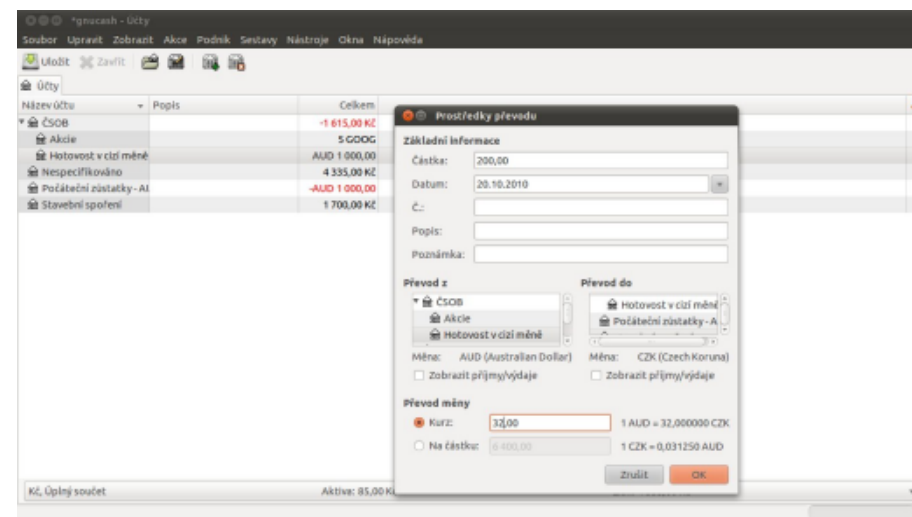 *gnucash - Účty
Soubor Upravit Zobrazit Akce Podnik Sestavy Nástroje Okna Nápověda
Uložit Zavřít
Účty
Název účtu Popis Celkem
ČSOB -1 615,00 Kč
Akcie 5 GOOG
Hotovost v cizí měně AUD 1 000,00
Nespecifikováno 4 335,00 Kč
Počáteční zůstatky - AU -AUD 1 000,00
Stavební spoření 1 700,00 Kč
Prostředky převodu
Základní informace
Částka: 200,00
Datum: 20.10.2010
Č.:
Popis:
Poznámka:
Převod z Převod do
ČSOB
Akcie
Hotovost v cizí měně
Hotovost v cizí měně
Počáteční zůstatky - A
Měna: AUD (Australian Dollar) Měna: CZK (Czech Koruna)
Zobrazit příjmy/výdaje Zobrazit příjmy/výdaje
Převod měny
Kurz: 32,00 1 AUD = 32,000000 CZK
Na částku: 6 400,00 1 CZK = 0,031250 AUD
Zrušit OK
Kč, Úplný součet Aktiva: 85,00 K